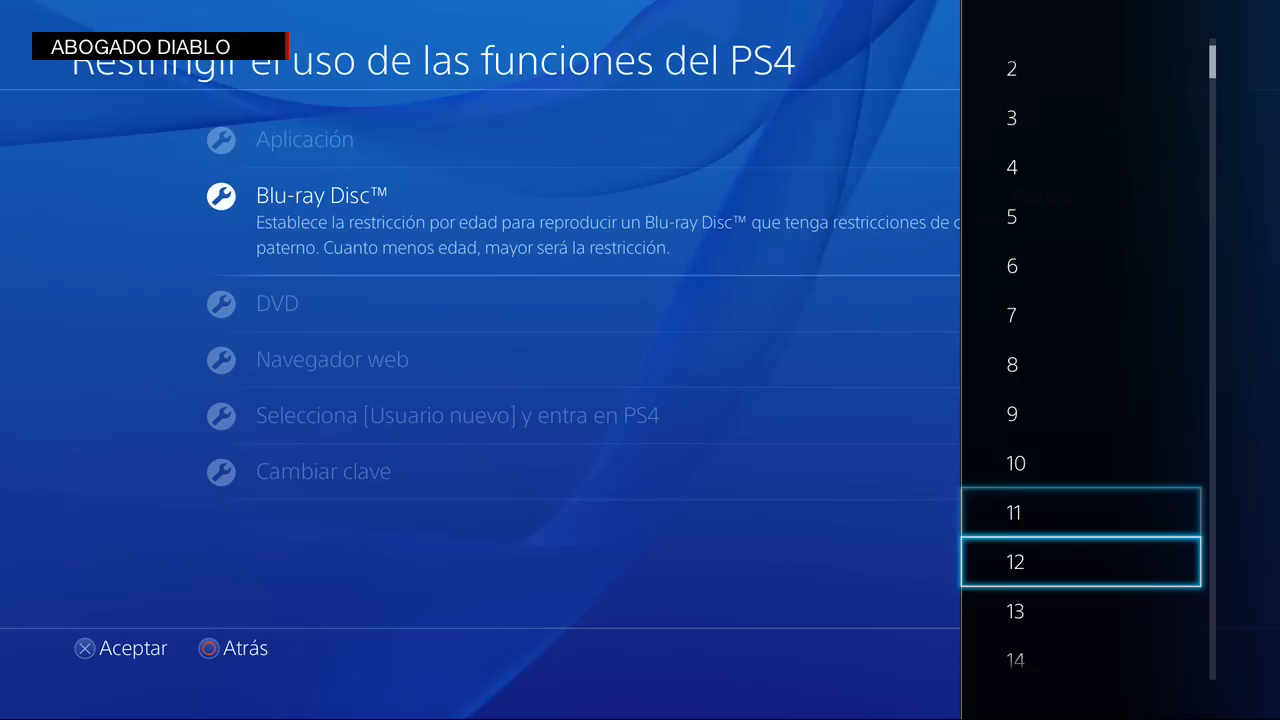 ABOGADO DIABLO
Restringir el uso de las funciones del PS4
Aplicación
Blu-ray Disc™
Establece la restricción por edad para reproducir un Blu-ray Disc™ que tenga restricciones de c
paterno. Cuanto menos edad, mayor será la restricción.
DVD
Navegador web
Selecciona [Usuario nuevo] y entra en PS4
Cambiar clave
Aceptar
Atrás
2
3
4
5
6
7
8
9
10
11
12
13
14